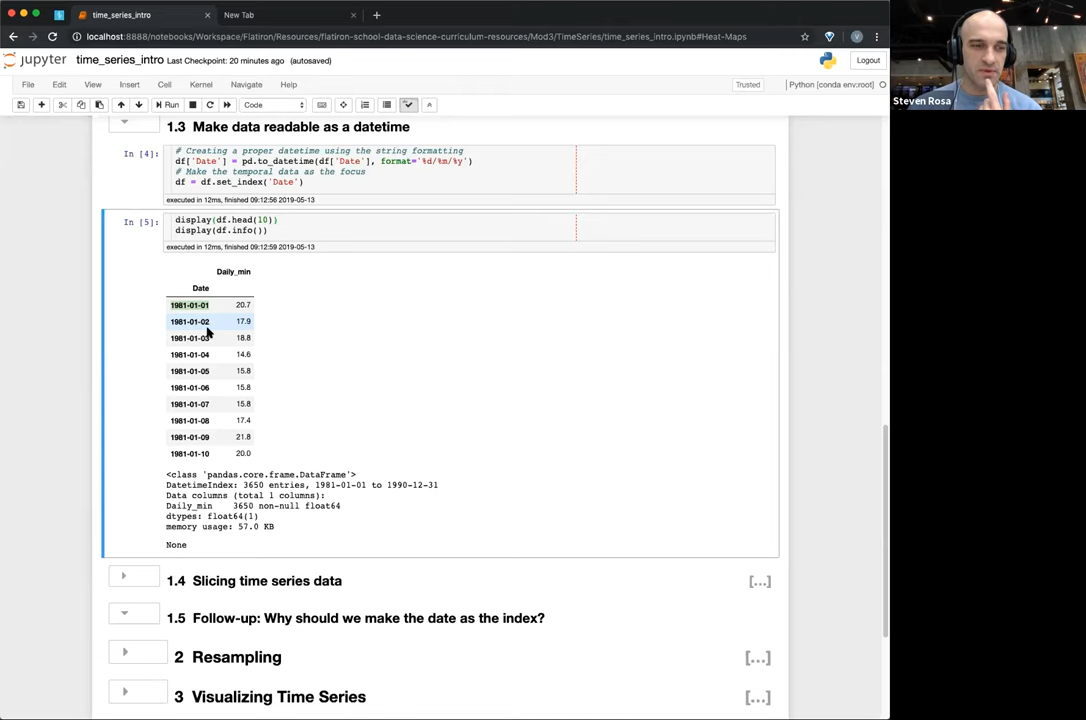 time_series_intro
New Tab
localhost:8888/notebooks/Workspace/Flatiron/Resources/flatiron-school-data-science-curriculum-resources/Mod3/TimeSeries/time_series_intro.ipynb#Heat-Maps
V
jupyter time_series_intro Last Checkpoint: 20 minutes ago (autosaved)
Logout
File Edit View Insert Cell Kernel Navigate Help
Trusted
Python [conda env:root]
Run
Code
Steven Rosa
1.3 Make data readable as a datetime
In [4]:
# Creating a proper datetime using the string formatting
df['Date'] = pd.to_datetime(df['Date'], format='%d/%m/%y')
# Make the temporal data as the focus
df = df.set_index('Date')
executed in 12ms, finished 09:12:56 2019-05-13
In [5]:
display(df.head(10))
display(df.info())
executed in 12ms, finished 09:12:59 2019-05-13
Daily_min
Date
1981-01-01 20.7
1981-01-02 17.9
1981-01-03 18.8
1981-01-04 14.6
1981-01-05 15.8
1981-01-06 15.8
1981-01-07 15.8
1981-01-08 17.4
1981-01-09 21.8
1981-01-10 20.0
<class 'pandas.core.frame.DataFrame'>
DatetimeIndex: 3650 entries, 1981-01-01 to 1990-12-31
Data columns (total 1 columns):
Daily_min 3650 non-null float64
dtypes: float64(1)
memory usage: 57.0 KB
None
1.4 Slicing time series data
[...]
1.5 Follow-up: Why should we make the date as the index?
2 Resampling
[...]
3 Visualizing Time Series
[...]